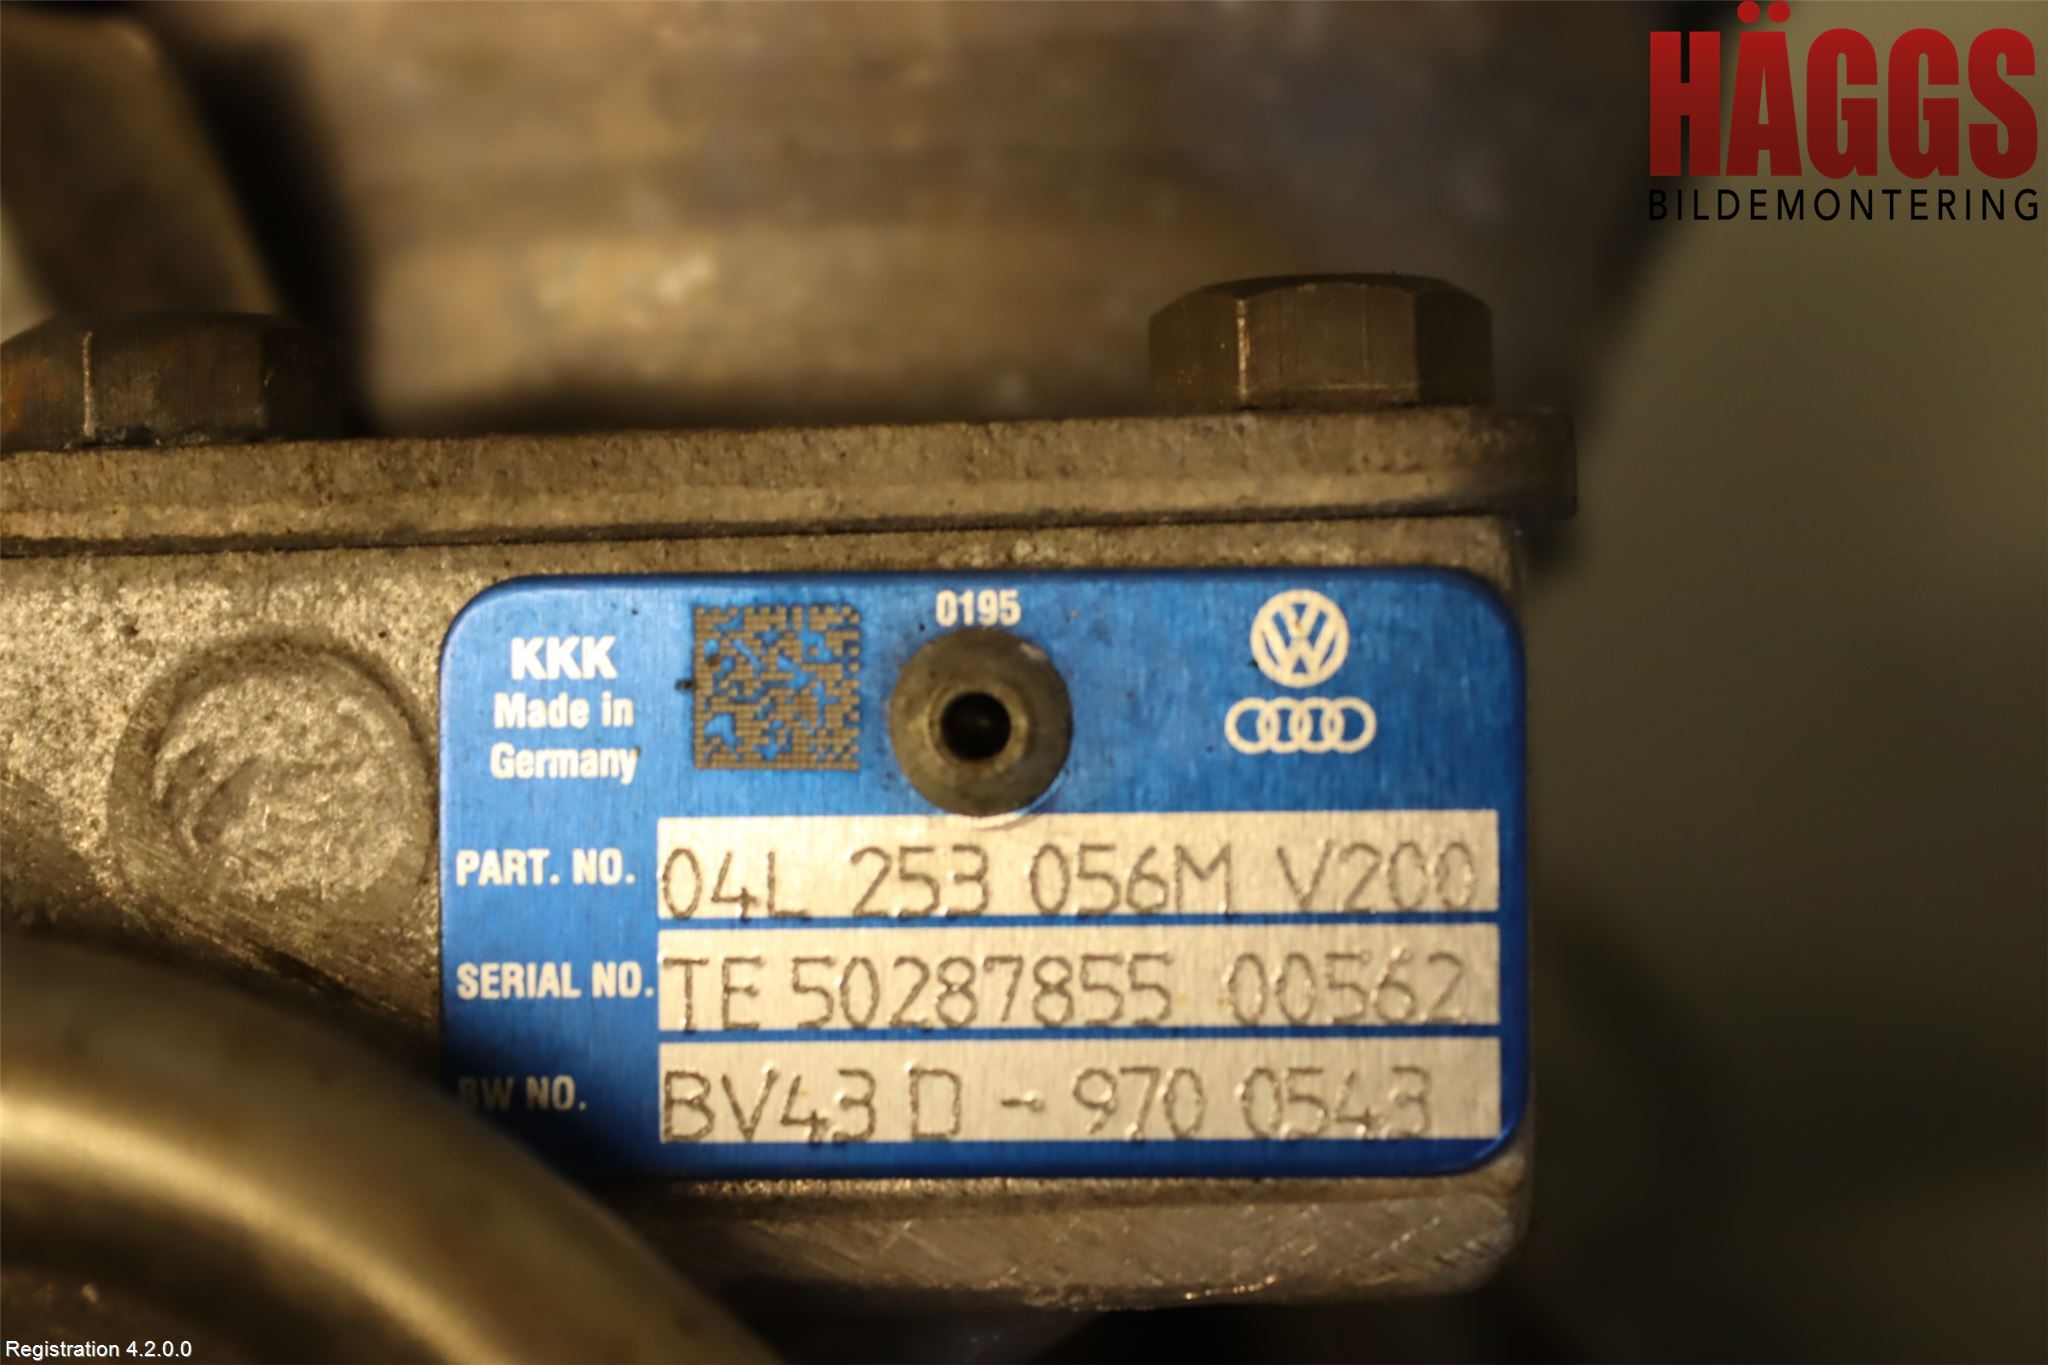 HÄGGS
BILDEMONTERING
0195
KKK
Made in
Germany
PART. NO. 04L 253 056M V200
SERIAL NO. TE 50287855 00562
BW NO. BV43 D - 970 0543
Registration 4.2.0.0